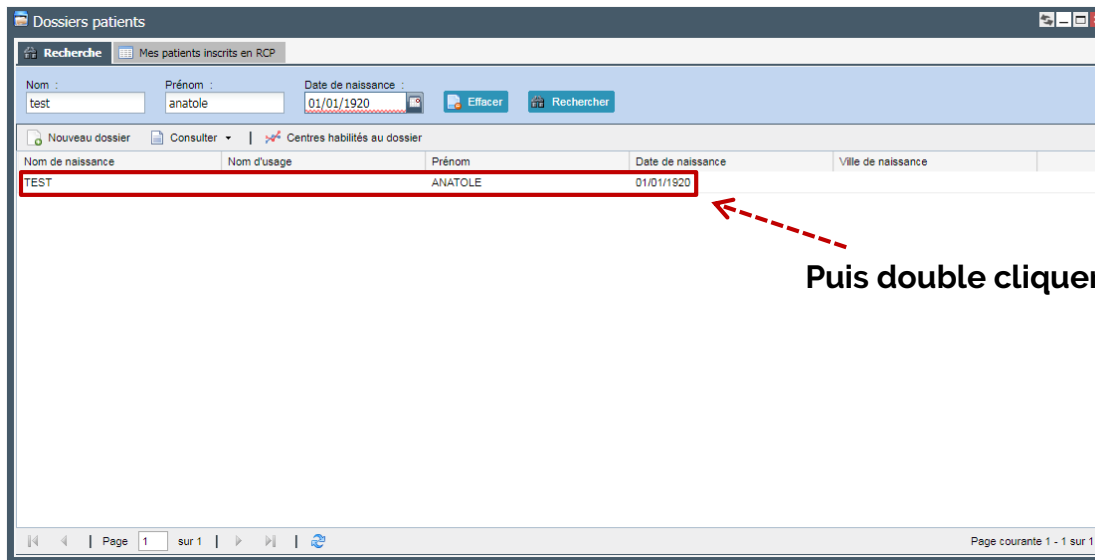 Dossiers patients
Recherche Mes patients inscrits en RCP
Nom : Prénom : Date de naissance :
test anatole 01/01/1920 Effacer Rechercher
Nouveau dossier Consulter | Centres habilités au dossier
Nom de naissance Nom d'usage Prénom Date de naissance Ville de naissance
TEST ANATOLE 01/01/1920
Puis double cliquer
| Page 1 sur 1 | | Page courante 1 - 1 sur 1